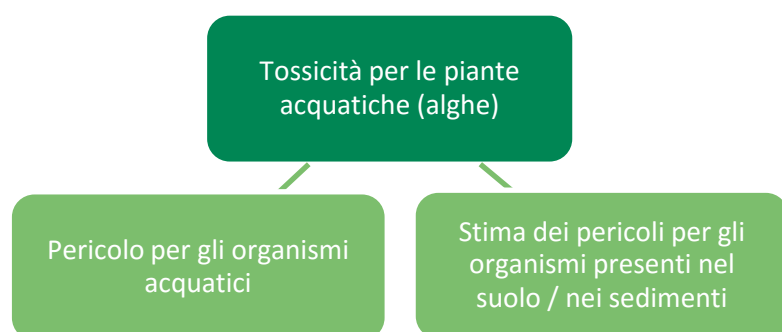 Tossicità per le piante
acquatiche (alghe)
Pericolo per gli organismi
acquatici
Stima dei pericoli per gli
organismi presenti nel
suolo / nei sedimenti